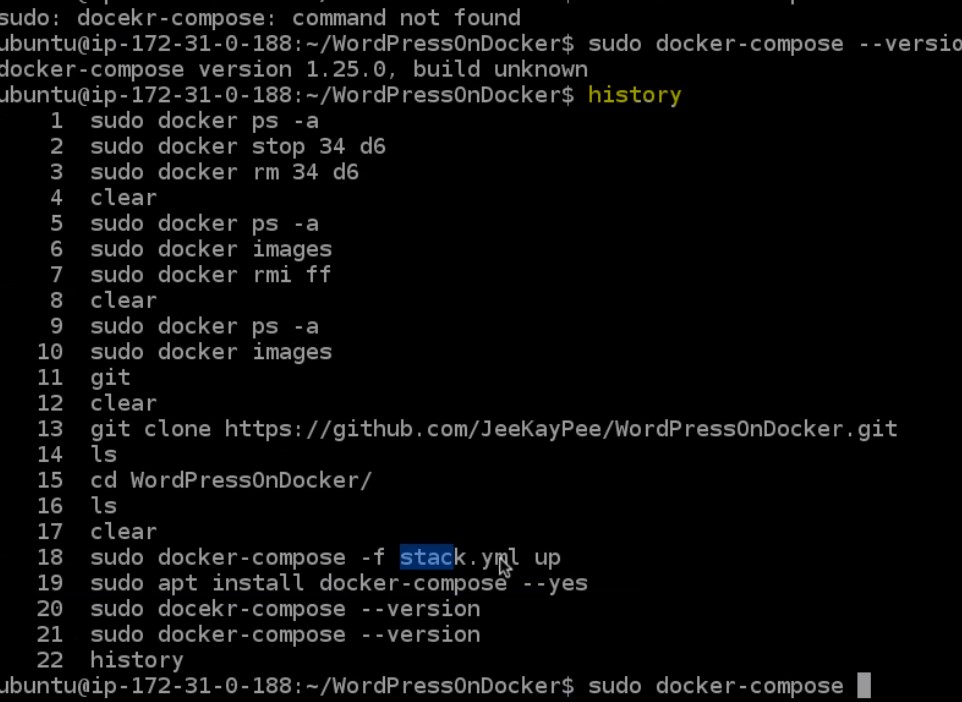 sudo: docekr-compose: command not found
ubuntu@ip-172-31-0-188:~/WordPressOnDocker$ sudo docker-compose --versio
docker-compose version 1.25.0, build unknown
ubuntu@ip-172-31-0-188:~/WordPressOnDocker$ history
1 sudo docker ps -a
2 sudo docker stop 34 d6
3 sudo docker rm 34 d6
4 clear
5 sudo docker ps -a
6 sudo docker images
7 sudo docker rmi ff
8 clear
9 sudo docker ps -a
10 sudo docker images
11 git
12 clear
13 git clone https://github.com/JeeKayPee/WordPressOnDocker.git
14 ls
15 cd WordPressOnDocker/
16 ls
17 clear
18 sudo docker-compose -f stack.yml up
19 sudo apt install docker-compose --yes
20 sudo docekr-compose --version
21 sudo docker-compose --version
22 history
ubuntu@ip-172-31-0-188:~/WordPressOnDocker$ sudo docker-compose